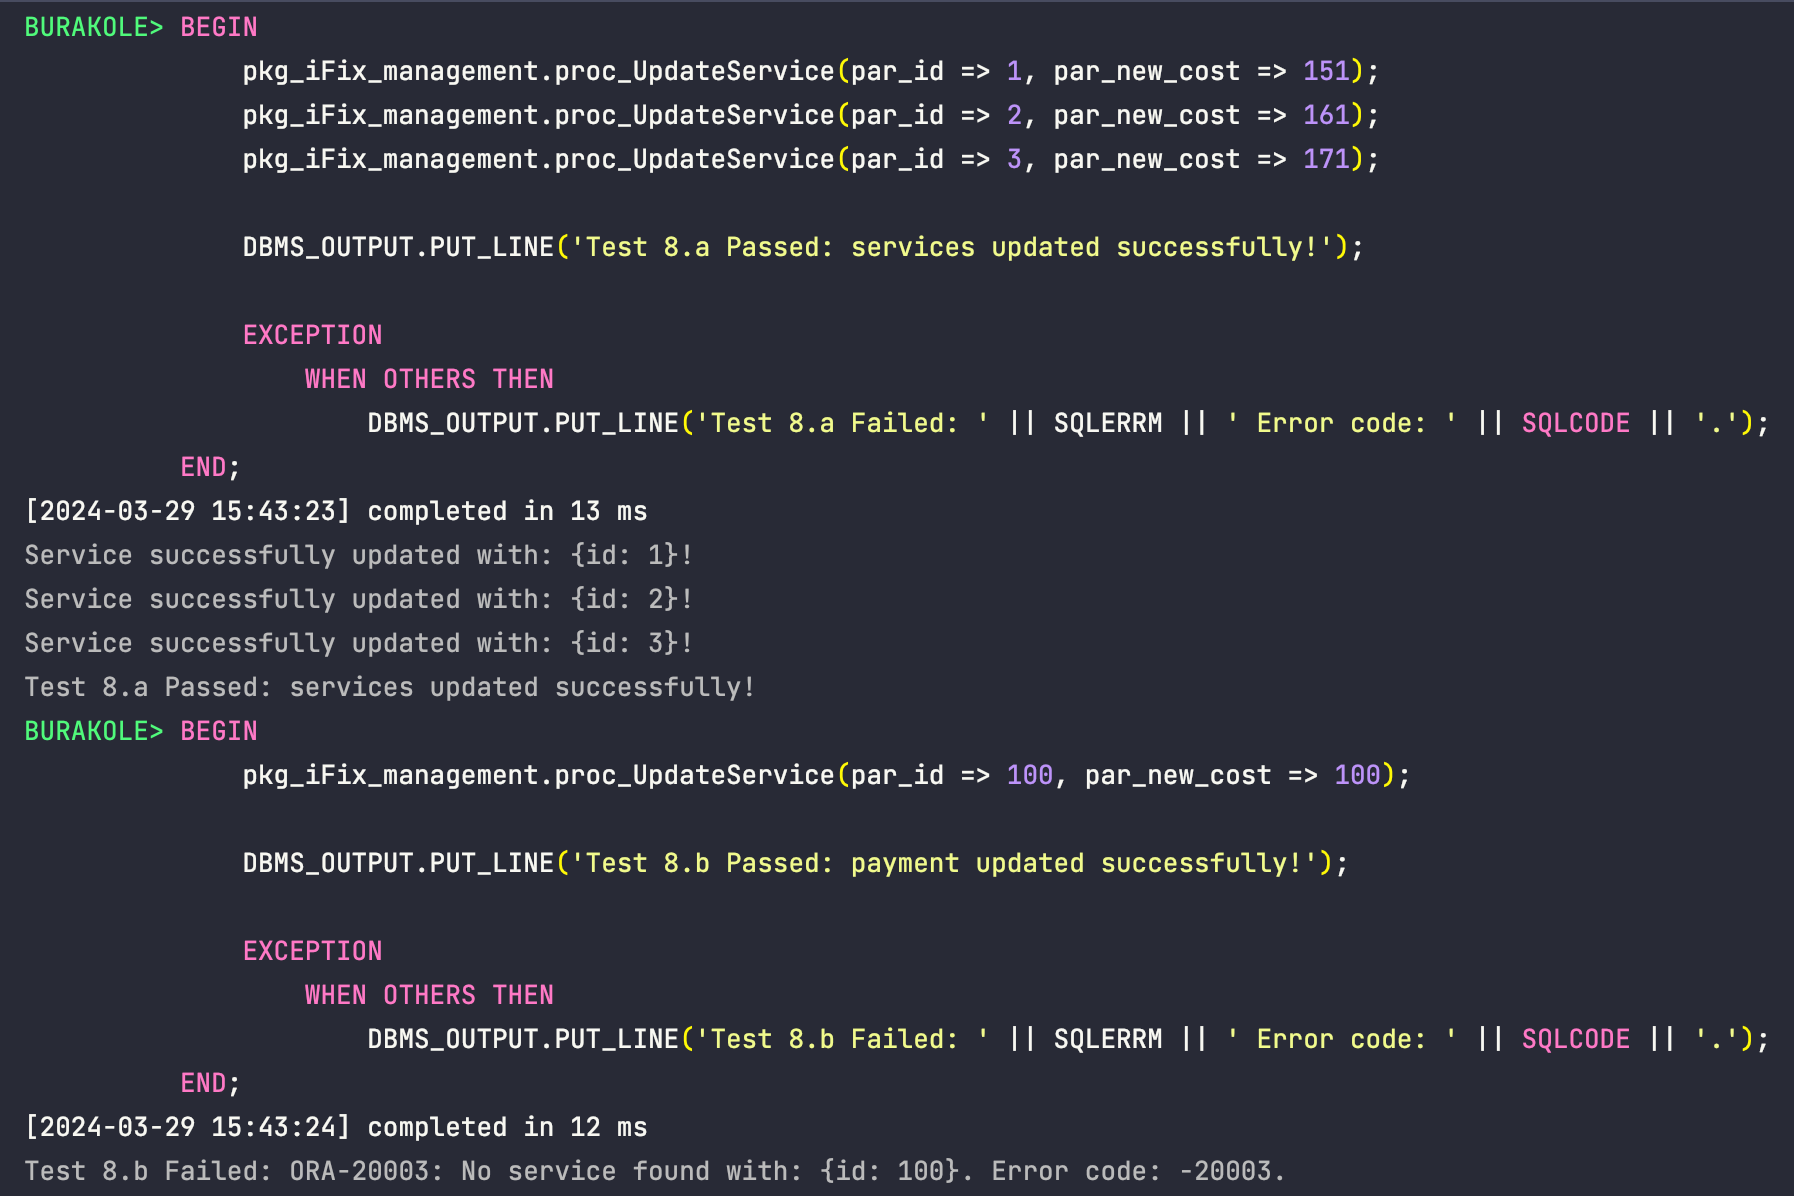 BURAKOLE> BEGIN
pkg_iFix_management.proc_UpdateService(par_id => 1, par_new_cost => 151);
pkg_iFix_management.proc_UpdateService(par_id => 2, par_new_cost => 161);
pkg_iFix_management.proc_UpdateService(par_id => 3, par_new_cost => 171);
DBMS_OUTPUT.PUT_LINE('Test 8.a Passed: services updated successfully!');
EXCEPTION
WHEN OTHERS THEN
DBMS_OUTPUT.PUT_LINE('Test 8.a Failed: ' || SQLERRM || ' Error code: ' || SQLCODE || '.');
END;
[2024-03-29 15:43:23] completed in 13 ms
Service successfully updated with: {id: 1}!
Service successfully updated with: {id: 2}!
Service successfully updated with: {id: 3}!
Test 8.a Passed: services updated successfully!
BURAKOLE> BEGIN
pkg_iFix_management.proc_UpdateService(par_id => 100, par_new_cost => 100);
DBMS_OUTPUT.PUT_LINE('Test 8.b Passed: payment updated successfully!');
EXCEPTION
WHEN OTHERS THEN
DBMS_OUTPUT.PUT_LINE('Test 8.b Failed: ' || SQLERRM || ' Error code: ' || SQLCODE || '.');
END;
[2024-03-29 15:43:24] completed in 12 ms
Test 8.b Failed: ORA-20003: No service found with: {id: 100}. Error code: -20003.